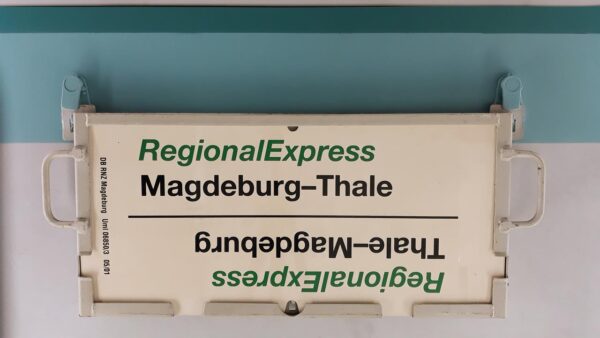 RegionalExpress
Magdeburg–Thale
Thale–Magdeburg
RegionalExpress
DB RNZ Magdeburg Uml 06850/3 05/01